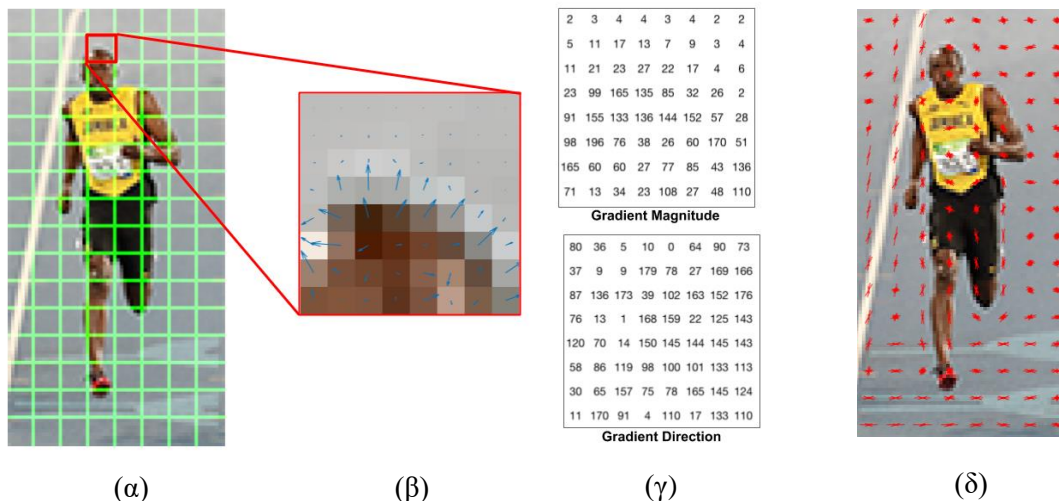 2 3 4 4 3 4 2 2
5 11 17 13 7 9 3 4
11 21 23 27 22 17 4 6
23 99 165 135 85 32 26 2
91 155 133 136 144 152 57 28
98 196 76 38 26 60 170 51
165 60 60 27 77 85 43 136
71 13 34 23 108 27 48 110
Gradient Magnitude
80 36 5 10 0 64 90 73
37 9 9 179 78 27 169 166
87 136 173 39 102 163 152 176
76 13 1 168 159 22 125 143
120 70 14 150 145 144 145 143
58 86 119 98 100 101 133 113
30 65 157 75 78 165 145 124
11 170 91 4 110 17 133 110
Gradient Direction
(α) (β) (γ) (δ)